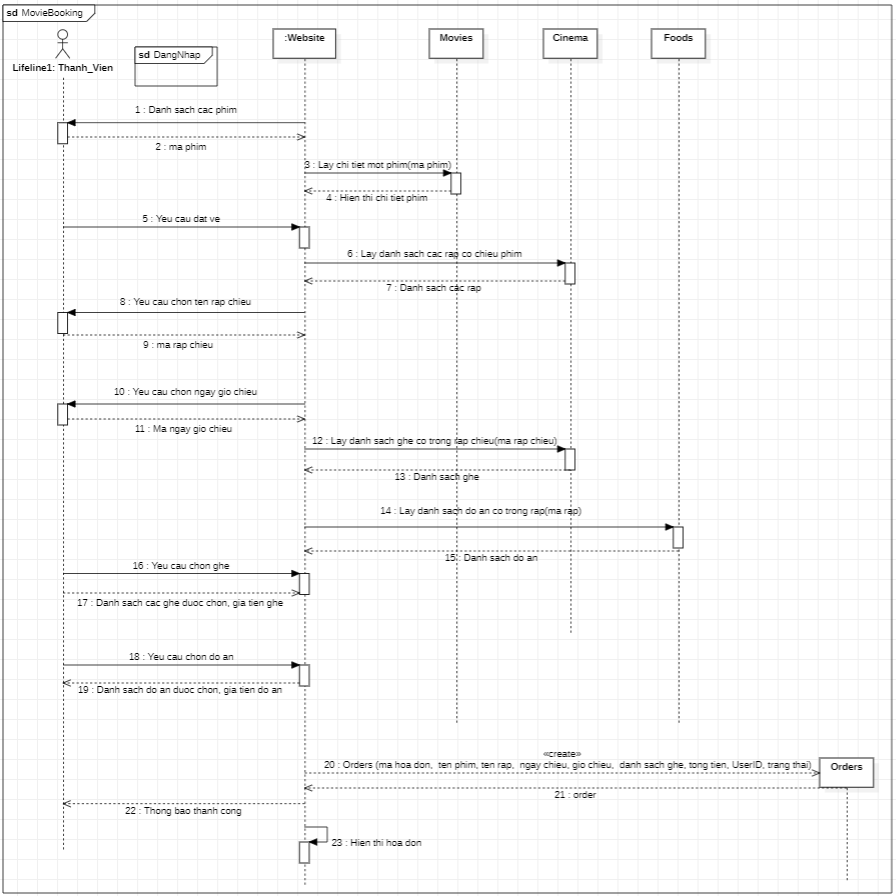 sd MovieBooking
:Website
Movies
Cinema
Foods
sd DangNhap
Lifeline1: Thanh_Vien
1 : Danh sach cac phim
2 : ma phim
3 : Lay chi tiet mot phim(ma phim)
4 : Hien thi chi tiet phim
5 : Yeu cau dat ve
6 : Lay danh sach cac rap co chieu phim
7 : Danh sach cac rap
8 : Yeu cau chon ten rap chieu
9 : ma rap chieu
10 : Yeu cau chon ngay gio chieu
11 : Ma ngay gio chieu
12 : Lay danh sach ghe co trong rap chieu(ma rap chieu)
13 : Danh sach ghe
14 : Lay danh sach do an co trong rap(ma rap)
15 : Danh sach do an
16 : Yeu cau chon ghe
17 : Danh sach cac ghe duoc chon, gia tien ghe
18 : Yeu cau chon do an
19 : Danh sach do an duoc chon, gia tien do an
«create»
20 : Orders (ma hoa don, ten phim, ten rap, ngay chieu, gio chieu, danh sach ghe, tong tien, UserID, trang thai)
Orders
21 : order
22 : Thong bao thanh cong
23 : Hien thi hoa don